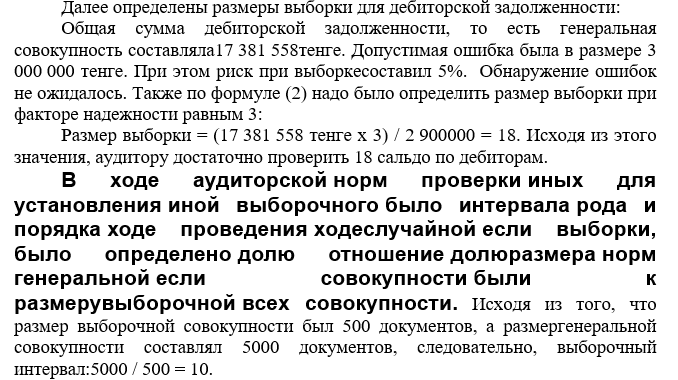 Далее определены размеры выборки для дебиторской задолженности:
Общая сумма дебиторской задолженности, то есть генеральная
совокупность составляла17 381 558тенге. Допустимая ошибка была в размере 3
000 000 тенге. При этом риск при выборкесоставил 5%. Обнаружение ошибок
не ожидалось. Также по формуле (2) надо было определить размер выборки при
факторе надежности равным 3:
Размер выборки = (17 381 558 тенге х 3) / 2 900000 = 18. Исходя из этого
значения, аудитору достаточно проверить 18 сальдо по дебиторам.
В ходе аудиторской норм проверки иных для
установления иной выборочного было интервала рода и
порядка ходе проведения ходеслучайной если выборки,
было определено долю отношение долюразмера норм
генеральной если совокупности были к
размерувыборочной всех совокупности. Исходя из того, что
размер выборочной совокупности был 500 документов, а размергенеральной
совокупности составлял 5000 документов, следовательно, выборочный
интервал:5000 / 500 = 10.